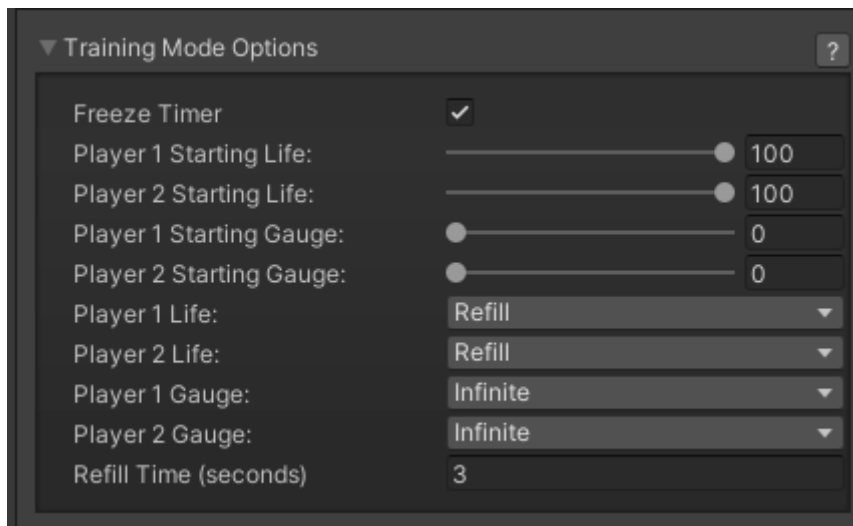 Training Mode Options ?
Freeze Timer
Player 1 Starting Life: 100
Player 2 Starting Life: 100
Player 1 Starting Gauge: 0
Player 2 Starting Gauge: 0
Player 1 Life: Refill
Player 2 Life: Refill
Player 1 Gauge: Infinite
Player 2 Gauge: Infinite
Refill Time (seconds) 3